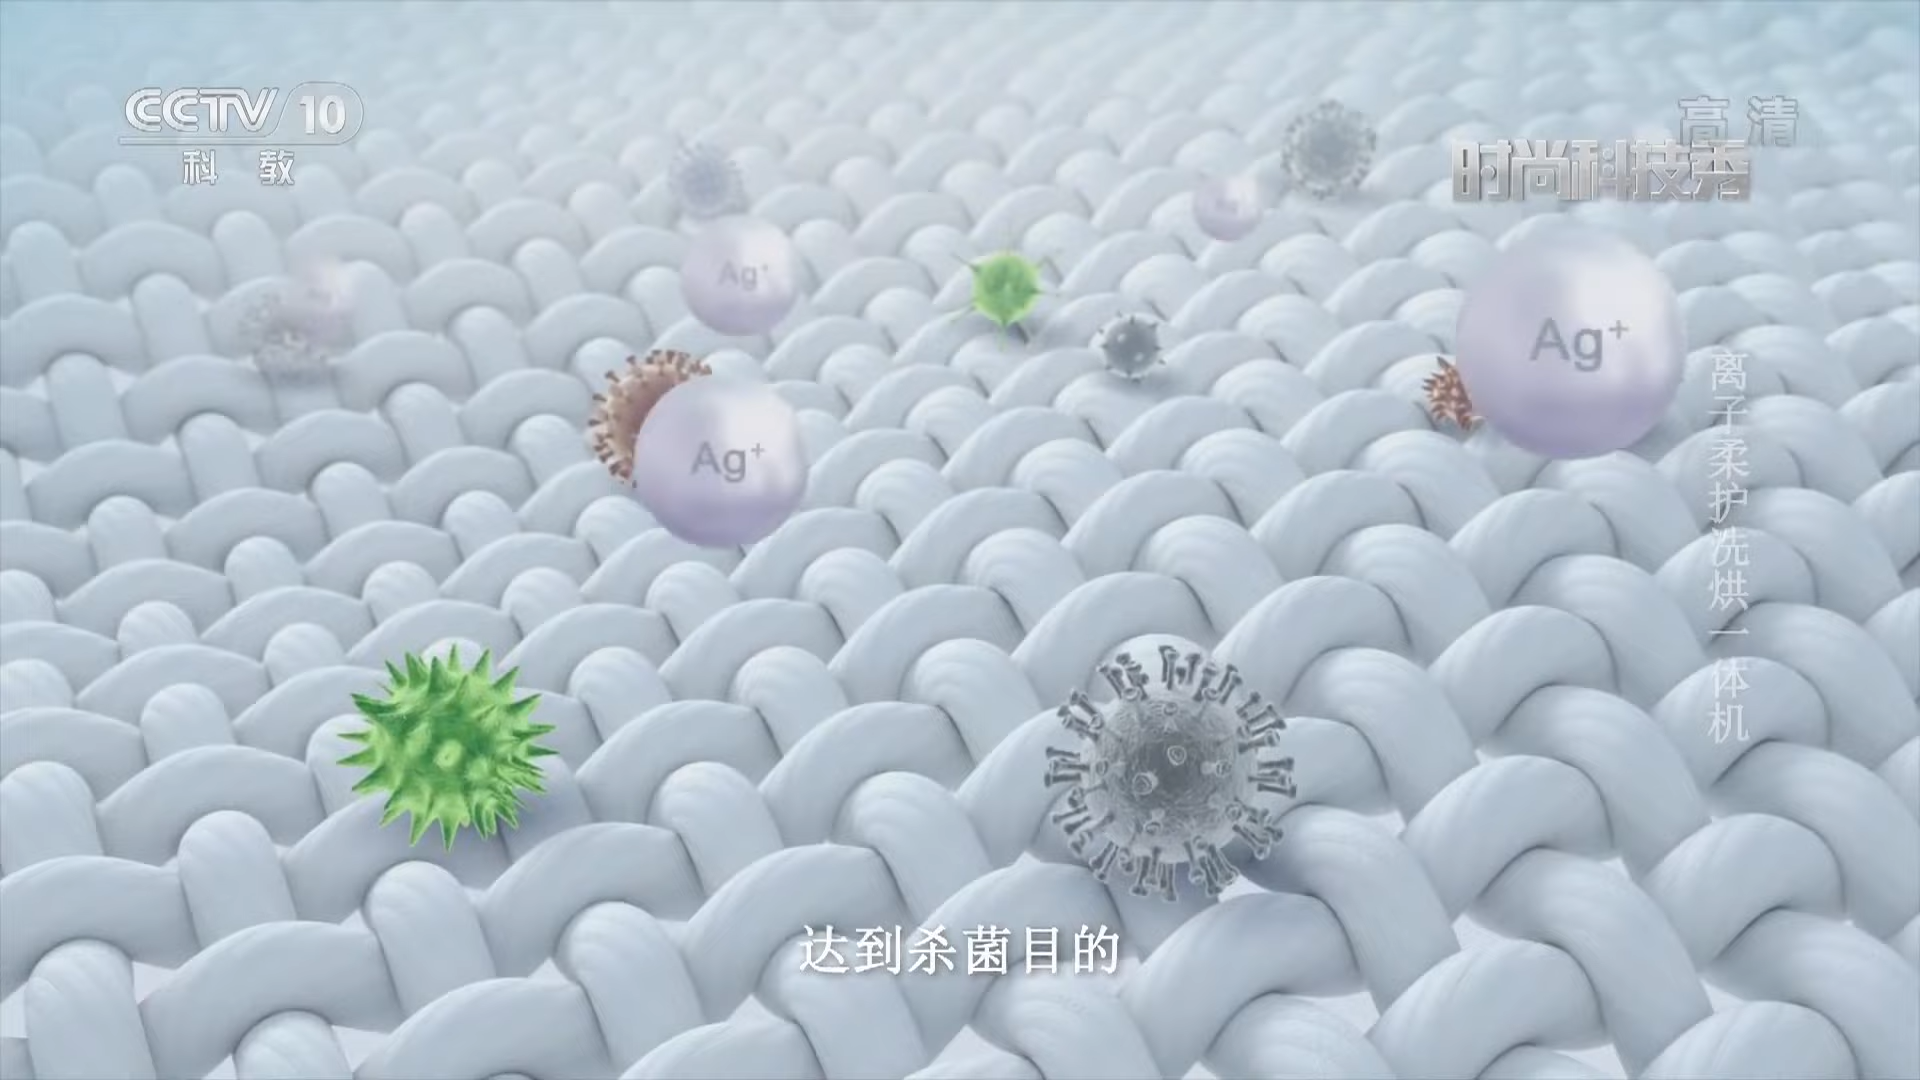 CCTV 10
科教
高清
时尚科技秀
Ag⁺
Ag⁺
Ag⁺
离子柔护洗烘一体机
达到杀菌目的